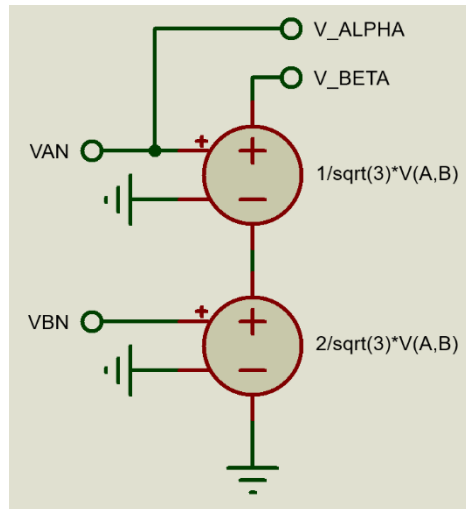 V_ALPHA
V_BETA
VAN
+
+
1/sqrt(3)*V(A,B)
−
VBN
+
+
2/sqrt(3)*V(A,B)
−